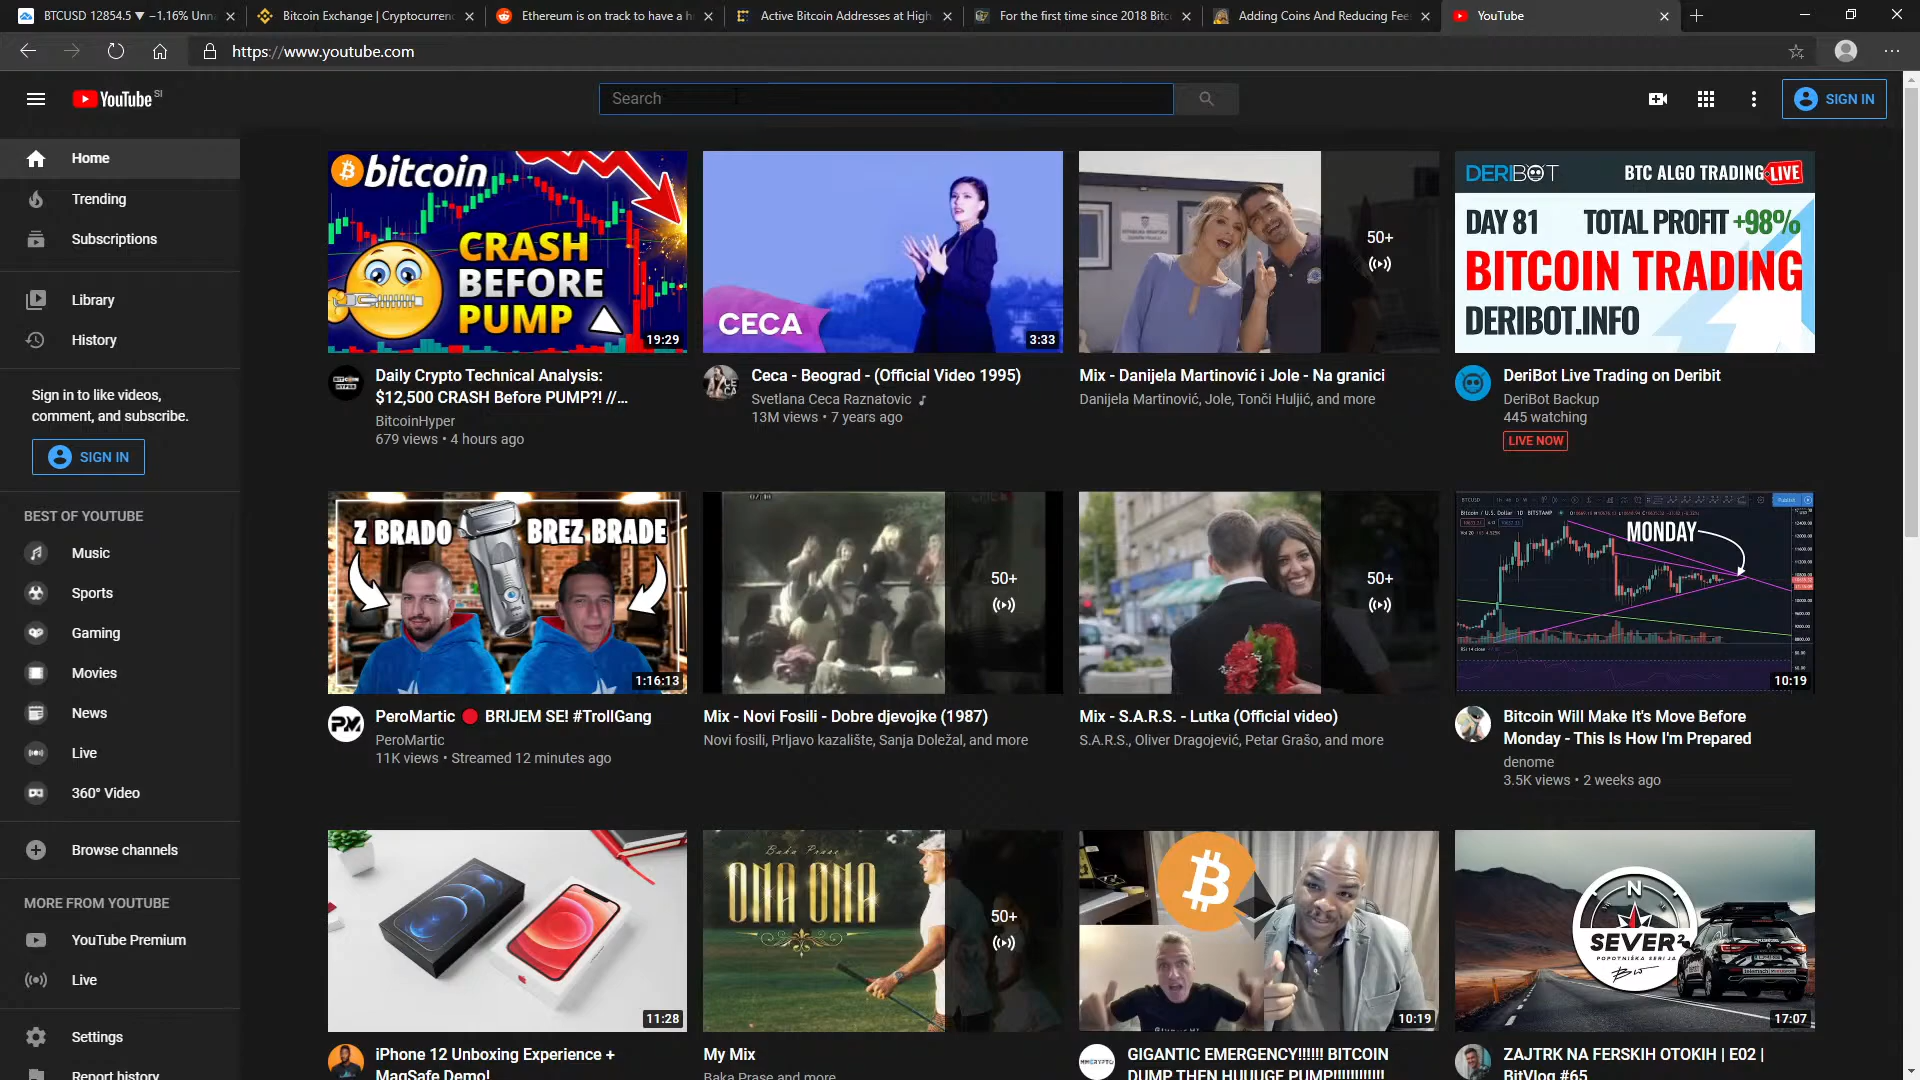 BTCUSD 12854.5 ▼ −1.16% Unna
Bitcoin Exchange | Cryptocurrenc
Ethereum is on track to have a h
Active Bitcoin Addresses at High
For the first time since 2018 Bitc
Adding Coins And Reducing Fee
YouTube
https://www.youtube.com
YouTube SI
Search
SIGN IN
Home
Trending
Subscriptions
Library
History
Sign in to like videos,
comment, and subscribe.
SIGN IN
BEST OF YOUTUBE
Music
Sports
Gaming
Movies
News
Live
360° Video
Browse channels
MORE FROM YOUTUBE
YouTube Premium
Live
Settings
Report history
bitcoin
CRASH
BEFORE
PUMP
19:29
Daily Crypto Technical Analysis:
$12,500 CRASH Before PUMP?! //...
BitcoinHyper
679 views • 4 hours ago
CECA
3:33
Ceca - Beograd - (Official Video 1995)
Svetlana Ceca Raznatovic
13M views • 7 years ago
50+
Mix - Danijela Martinović i Jole - Na granici
Danijela Martinović, Jole, Tonči Huljić, and more
DERIBOT BTC ALGO TRADING LIVE
DAY 81 TOTAL PROFIT +98%
BITCOIN TRADING
DERIBOT.INFO
DeriBot Live Trading on Deribit
DeriBot Backup
445 watching
LIVE NOW
Z BRADO BREZ BRADE
1:16:13
PM
PeroMartic 🔴 BRIJEM SE! #TrollGang
PeroMartic
11K views • Streamed 12 minutes ago
50+
Mix - Novi Fosili - Dobre djevojke (1987)
Novi fosili, Prljavo kazalište, Sanja Doležal, and more
50+
Mix - S.A.R.S. - Lutka (Official video)
S.A.R.S., Oliver Dragojević, Petar Grašo, and more
MONDAY
10:19
Bitcoin Will Make It's Move Before
Monday - This Is How I'm Prepared
denome
3.5K views • 2 weeks ago
11:28
iPhone 12 Unboxing Experience +
MagSafe Demo!
Baka Prase
ONA ONA
50+
My Mix
Baka Prase and more
10:19
GIGANTIC EMERGENCY!!!!!! BITCOIN
DUMP THEN HUUUGE PUMP!!!!!!!!!!!!
N
SEVER²
POPOTNIŠKA SERIJA
17:07
ZAJTRK NA FERSKIH OTOKIH | E02 |
BitVlog #65